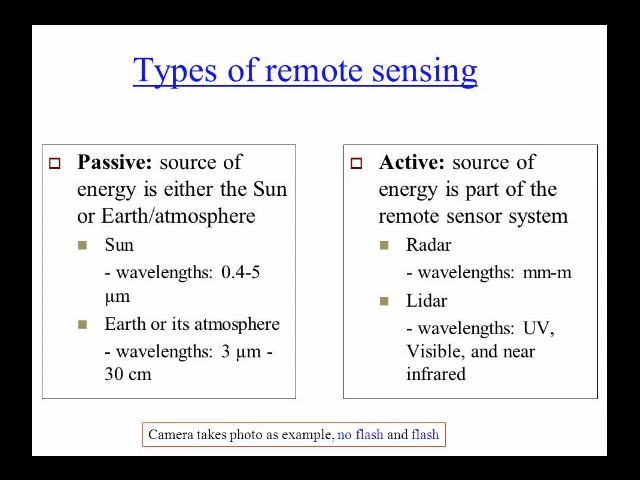 Types of remote sensing
Passive: source of
energy is either the Sun
or Earth/atmosphere
Sun
- wavelengths: 0.4-5
µm
Earth or its atmosphere
- wavelengths: 3 µm -
30 cm
Active: source of
energy is part of the
remote sensor system
Radar
- wavelengths: mm-m
Lidar
- wavelengths: UV,
Visible, and near
infrared
Camera takes photo as example, no flash and flash